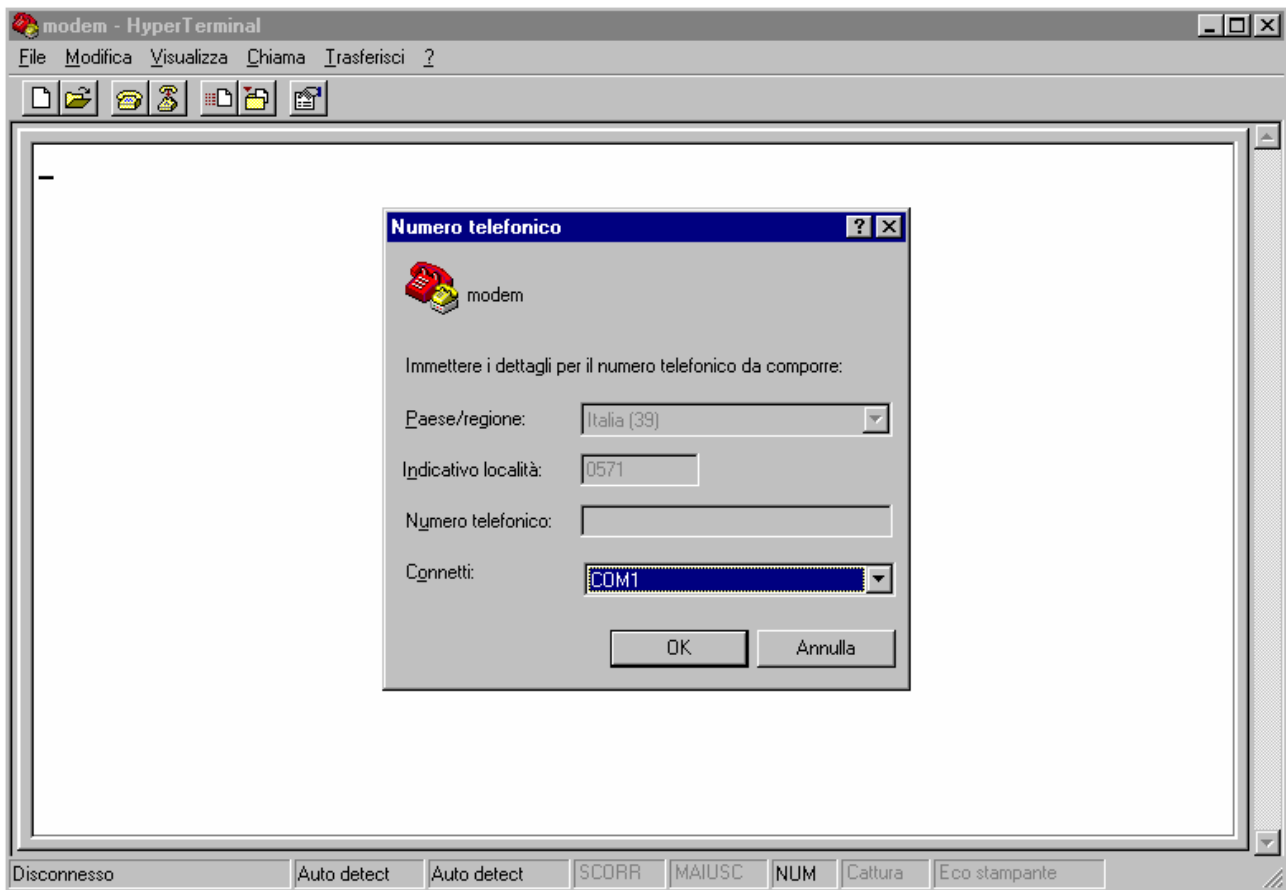 modem - HyperTerminal
File Modifica Visualizza Chiama Trasferisci ?
Numero telefonico
modem
Immettere i dettagli per il numero telefonico da comporre:
Paese/regione: Italia (39)
Indicativo località: 0571
Numero telefonico:
Connetti: COM1
OK Annulla
Disconnesso Auto detect Auto detect SCORR MAIUSC NUM Cattura Eco stampante